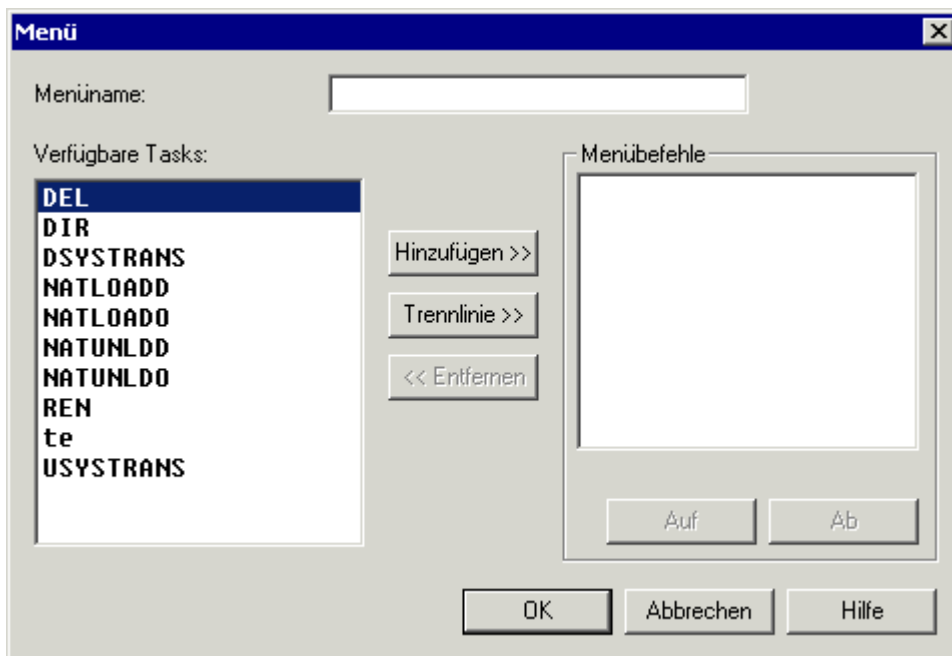 Menü
Menüname:
Verfügbare Tasks:
DEL
DIR
DSYSTRANS
NATLOADD
NATLOADO
NATUNLDD
NATUNLDO
REN
te
USYSTRANS
Hinzufügen >>
Trennlinie >>
<< Entfernen
Menübefehle
Auf
Ab
OK
Abbrechen
Hilfe